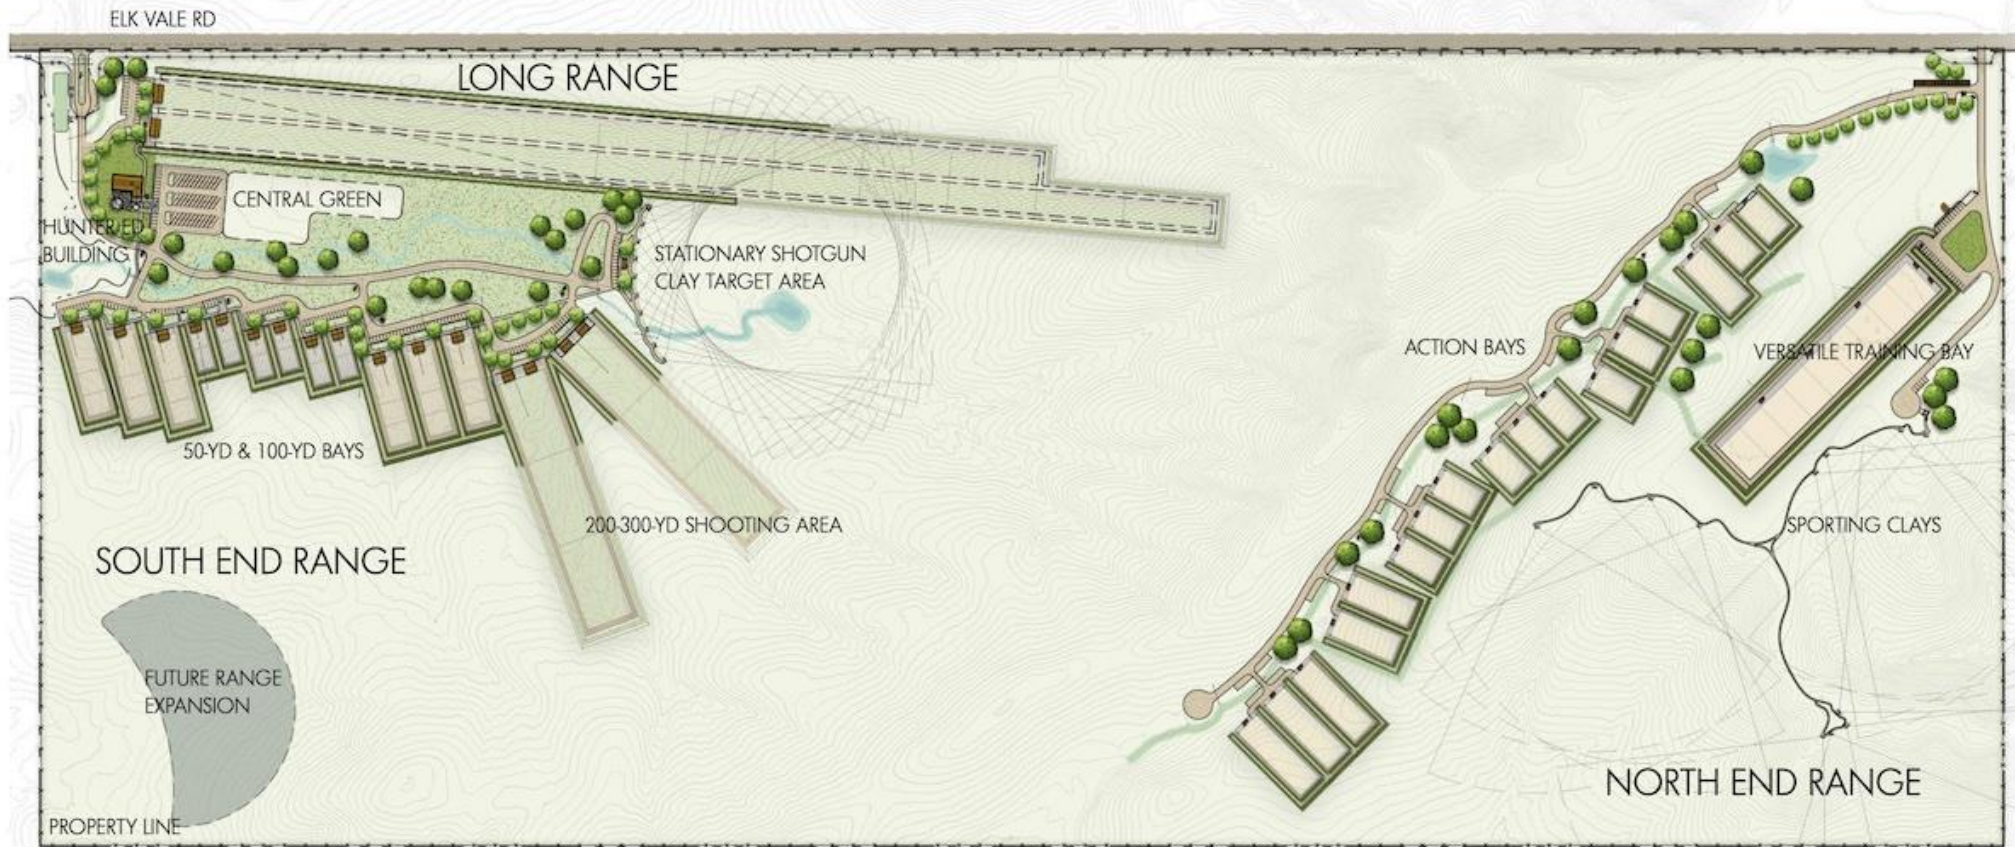 ELK VALE RD
LONG RANGE
CENTRAL GREEN
HUNTER ED
BUILDING
STATIONARY SHOTGUN
CLAY TARGET AREA
ACTION BAYS
VERSATILE TRAINING BAY
50-YD & 100-YD BAYS
200-300-YD SHOOTING AREA
SPORTING CLAYS
SOUTH END RANGE
FUTURE RANGE
EXPANSION
NORTH END RANGE
PROPERTY LINE